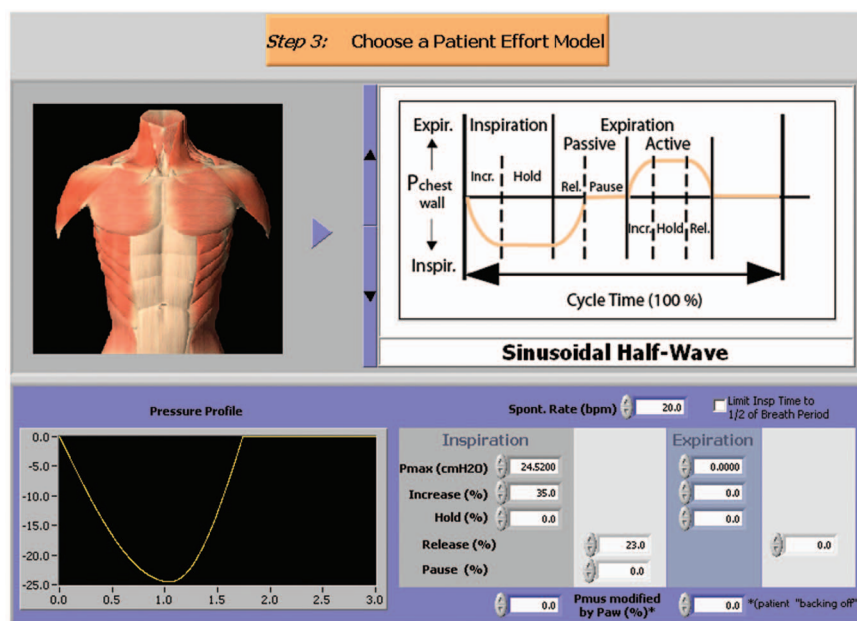 Step 3: Choose a Patient Effort Model
Expir.
Inspiration
Expiration
Passive
Active
Incr.
Hold
Rel.
Pause
Pchest wall
Incr.
Hold
Rel.
Inspir.
Cycle Time (100 %)
Sinusoidal Half-Wave
Pressure Profile
Spont. Rate (bpm)
20.0
Limit Insp Time to
1/2 of Breath Period
0.0-
-5.0-
-10.0-
-15.0-
-20.0-
-25.0-
0.0 0.5 1.0 1.5 2.0 2.5 3.0
Inspiration
Expiration
Pmax (cmH2O) 24.5200 0.0000
Increase (%) 35.0 0.0
Hold (%) 0.0 0.0
Release (%) 23.0 0.0
Pause (%) 0.0
0.0 Pmus modified 0.0 *(patient "backing off"
by Paw (%)*